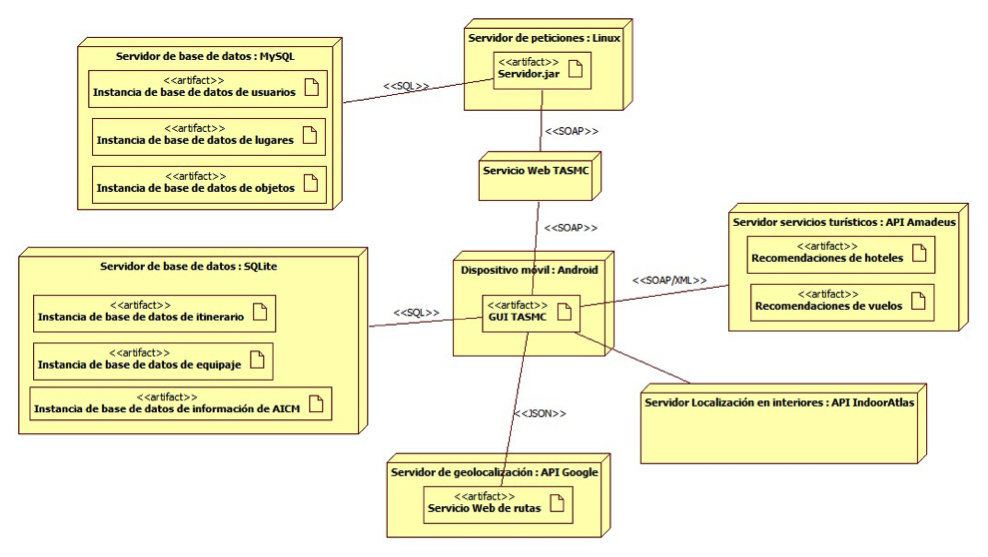 Servidor de base de datos : MySQL
<<artifact>>
Instancia de base de datos de usuarios
<<artifact>>
Instancia de base de datos de lugares
<<artifact>>
Instancia de base de datos de objetos
<<SQL>>
Servidor de peticiones : Linux
<<artifact>>
Servidor.jar
<<SOAP>>
Servicio Web TASMC
<<SOAP>>
Servidor de base de datos : SQLite
<<artifact>>
Instancia de base de datos de itinerario
<<artifact>>
Instancia de base de datos de equipaje
<<artifact>>
Instancia de base de datos de información de AICM
<<SQL>>
Dispositivo móvil : Android
<<artifact>>
GUI TASMC
<<SOAP/XML>>
Servidor servicios turísticos : API Amadeus
<<artifact>>
Recomendaciones de hoteles
<<artifact>>
Recomendaciones de vuelos
Servidor Localización en interiores : API IndoorAtlas
<<JSON>>
Servidor de geolocalización : API Google
<<artifact>>
Servicio Web de rutas